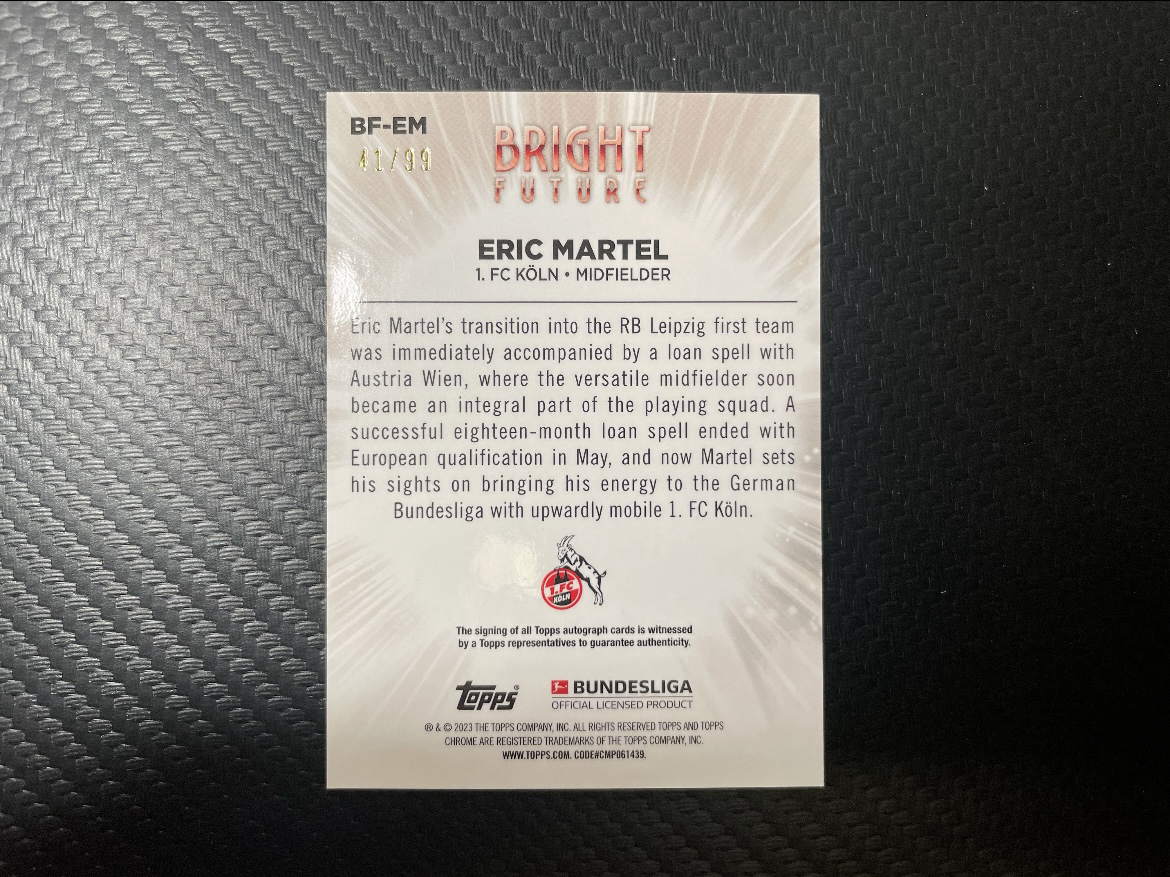 BF-EM
41/99
BRIGHT
FUTURE
ERIC MARTEL
1. FC KÖLN • MIDFIELDER
Eric Martel's transition into the RB Leipzig first team
was immediately accompanied by a loan spell with
Austria Wien, where the versatile midfielder soon
became an integral part of the playing squad. A
successful eighteen-month loan spell ended with
European qualification in May, and now Martel sets
his sights on bringing his energy to the German
Bundesliga with upwardly mobile 1. FC Köln.
1.FC
KÖLN
The signing of all Topps autograph cards is witnessed
by a Topps representatives to guarantee authenticity.
topps®
BUNDESLIGA
OFFICIAL LICENSED PRODUCT
® & © 2023 THE TOPPS COMPANY, INC. ALL RIGHTS RESERVED TOPPS AND TOPPS
CHROME ARE REGISTERED TRADEMARKS OF THE TOPPS COMPANY, INC.
WWW.TOPPS.COM. CODE#CMP061439.